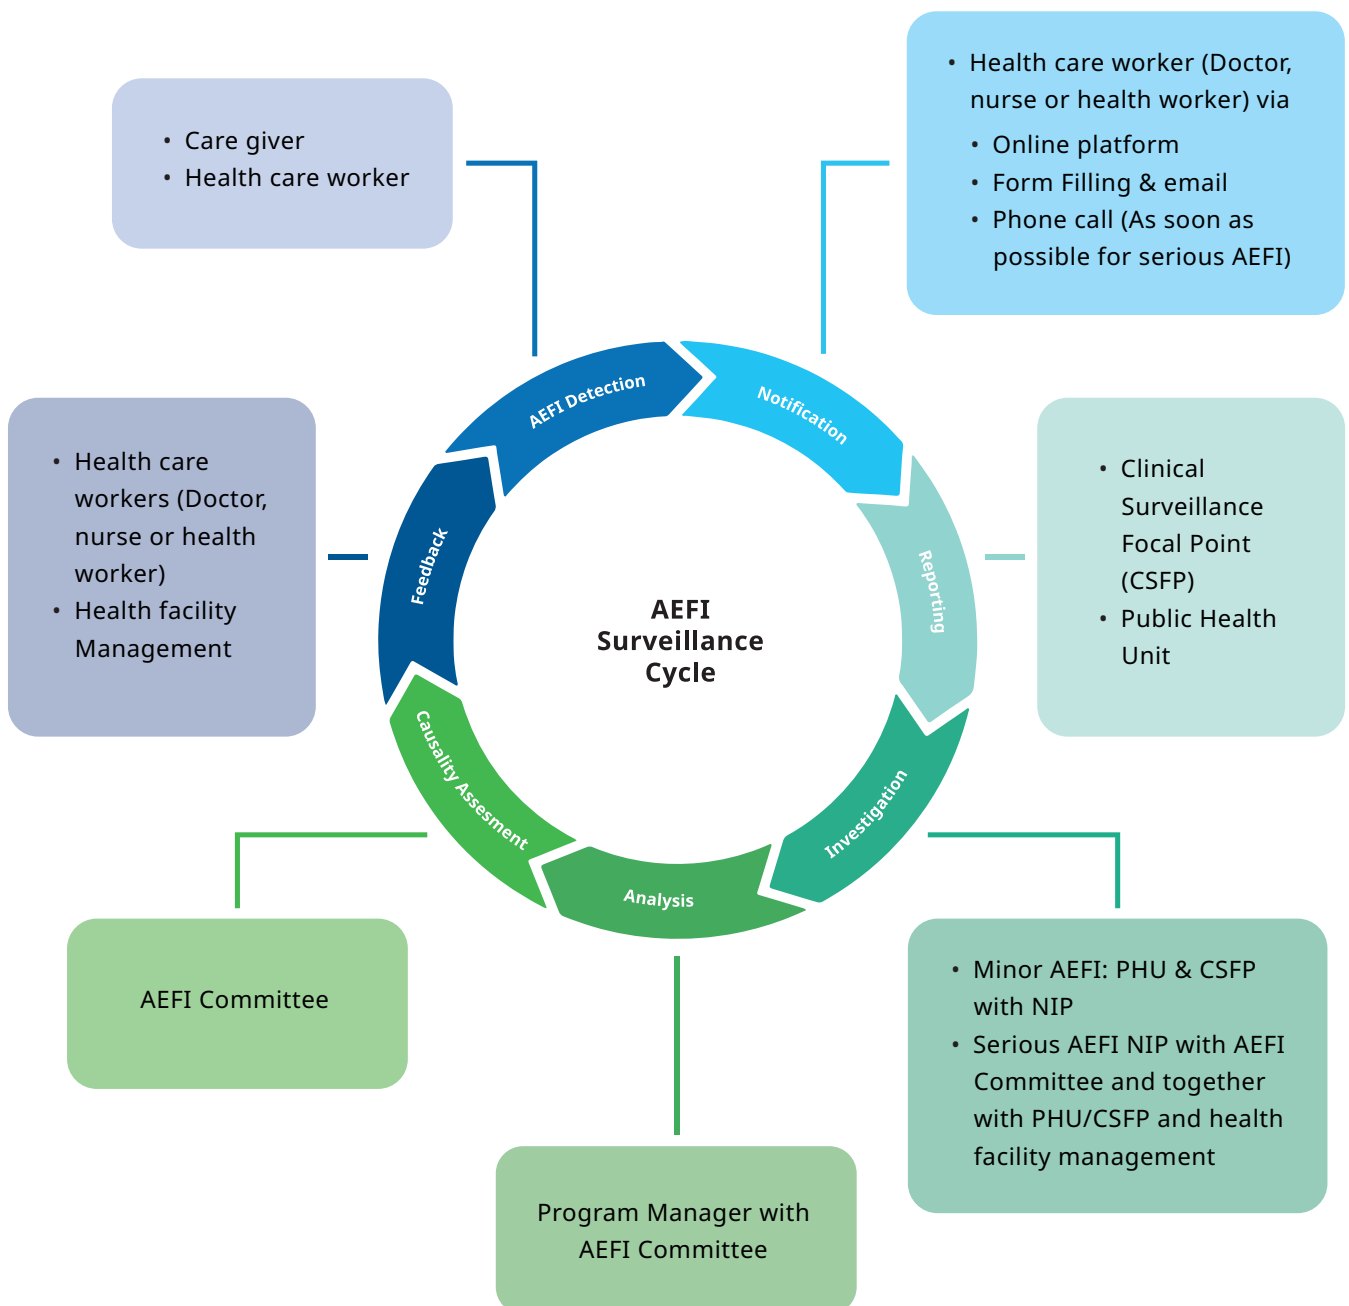 • Care giver
• Health care worker
• Health care worker (Doctor,
nurse or health worker) via
• Online platform
• Form Filling & email
• Phone call (As soon as
possible for serious AEFI)
AEFI Detection
Notification
Reporting
Investigation
Analysis
Causality Assesment
Feedback
AEFI
Surveillance
Cycle
• Health care
workers (Doctor,
nurse or health
worker)
• Health facility
Management
• Clinical
Surveillance
Focal Point
(CSFP)
• Public Health
Unit
AEFI Committee
• Minor AEFI: PHU & CSFP
with NIP
• Serious AEFI NIP with AEFI
Committee and together
with PHU/CSFP and health
facility management
Program Manager with
AEFI Committee